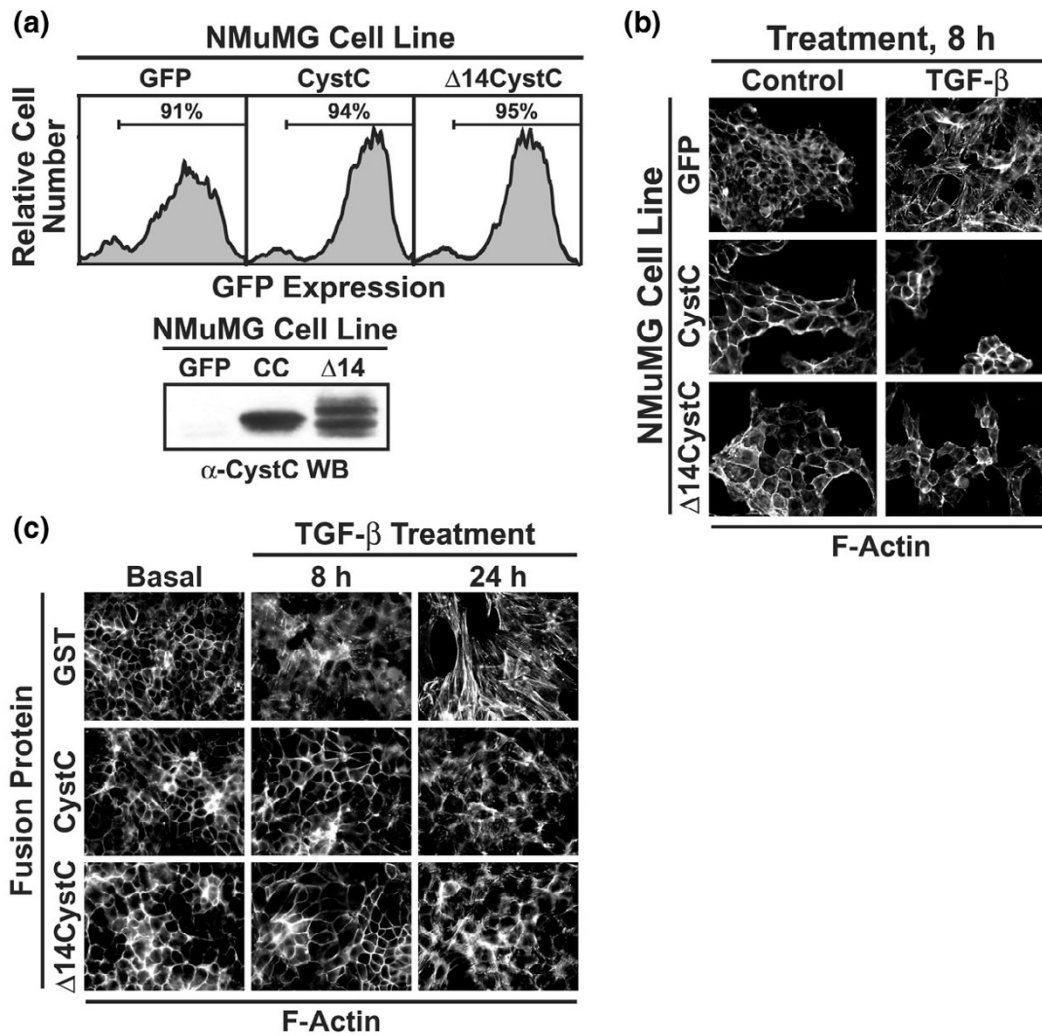 (a)
NMuMG Cell Line
GFP CystC Δ14CystC
91% 94% 95%
Relative Cell
Number
GFP Expression
NMuMG Cell Line
GFP CC Δ14
α-CystC WB
(b)
Treatment, 8 h
Control TGF-β
NMuMG Cell Line
GFP
CystC
Δ14CystC
F-Actin
(c)
TGF-β Treatment
Basal 8 h 24 h
Fusion Protein
GST
CystC
Δ14CystC
F-Actin